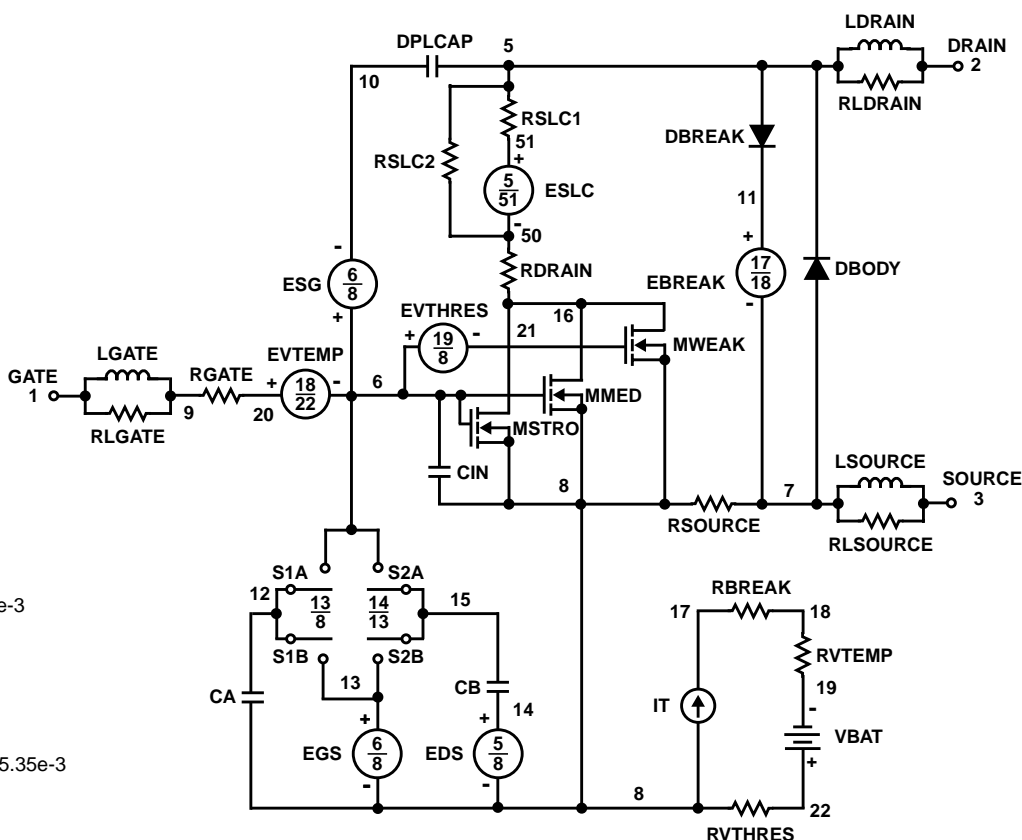 LDRAIN
DPLCAP 5 DRAIN
10 2
RLDRAIN
RSLC1
51 DBREAK
+
RSLC2
5
51
ESLC
11
-
50
- +
RDRAIN
17
18
EBREAK DBODY
6
8
ESG
-
EVTHRES 16
+ 19
8
- 21
MWEAK
LGATE EVTEMP
GATE RGATE + 18
22
- 6
1 9 20
MMED
RLGATE
MSTRO
LSOURCE
CIN 8 7 SOURCE
3
RSOURCE
RLSOURCE
S1A S2A
12 13
8
14
13
15
RBREAK
17 18
S1B S2B
RVTEMP
13 CB 19
CA 14 IT -
+ +
VBAT
EGS 6
8
EDS 5
8
+
- -
8 22
RVTHRES
e-3
5.35e-3